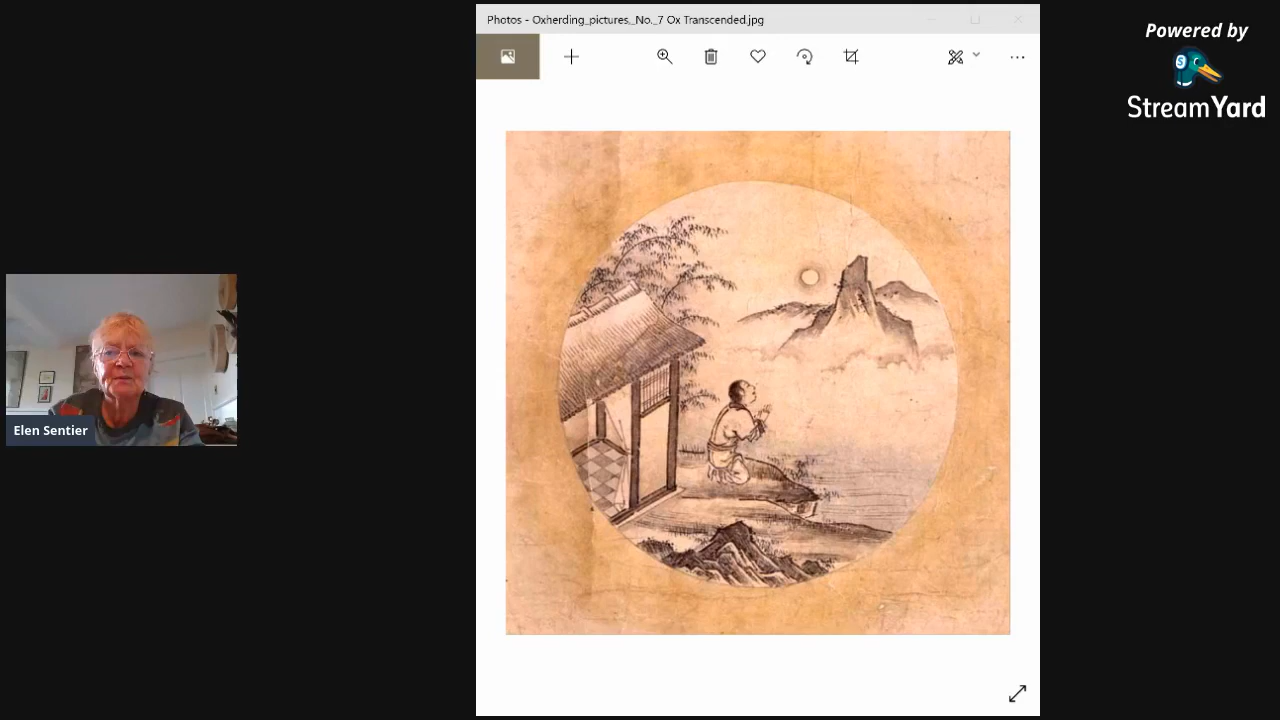 Photos - Oxherding_pictures,_No._7 Ox Transcended.jpg
Powered by
StreamYard
Elen Sentier